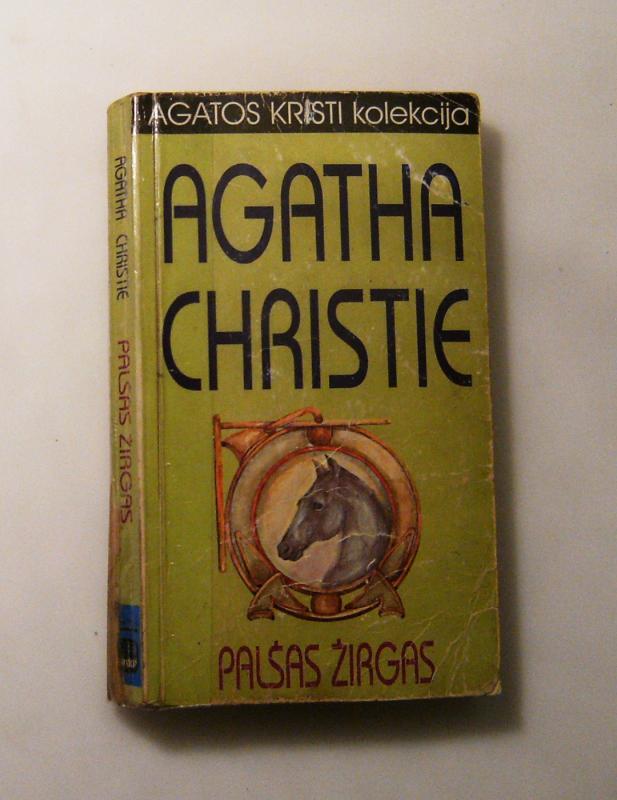 AGATOS KRISTI kolekcija
AGATHA
CHRISTIE
PALŠAS ŽIRGAS
AGATHA CHRISTIE
PALŠAS ŽIRGAS